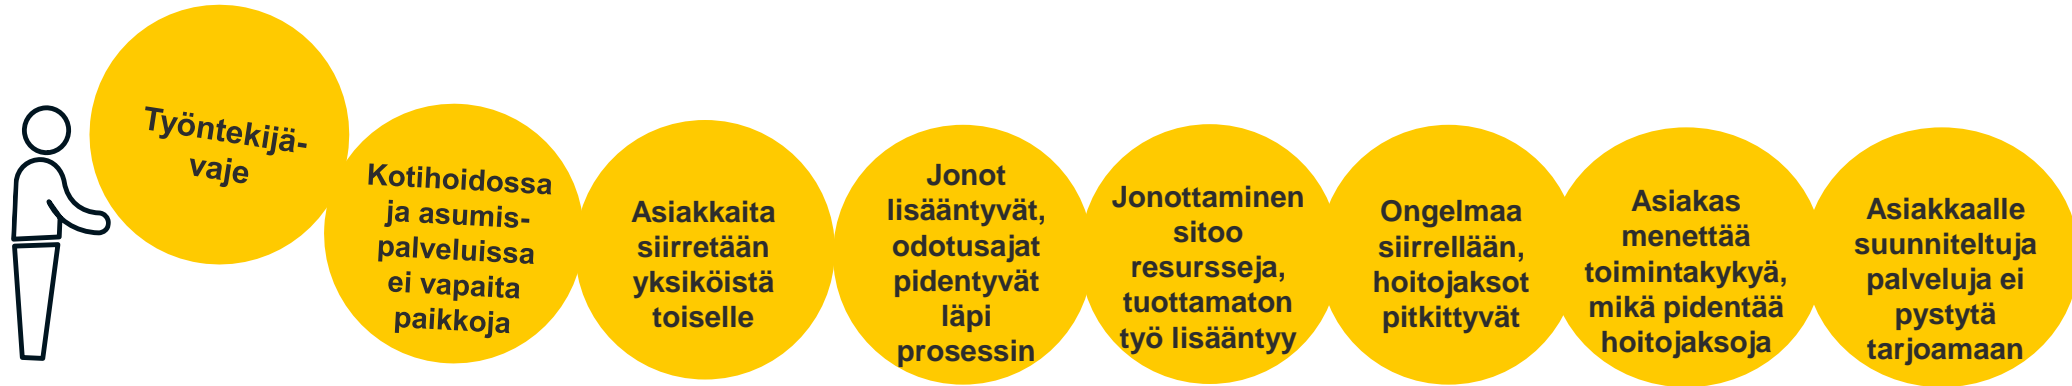 Työntekijä-
vaje
Kotihoidossa
ja asumis-
palveluissa
ei vapaita
paikkoja
Asiakkaita
siirretään
yksiköistä
toiselle
Jonot
lisääntyvät,
odotusajat
pidentyvät
läpi
prosessin
Jonottaminen
sitoo
resursseja,
tuottamaton
työ lisääntyy
Ongelmaa
siirrellään,
hoitojaksot
pitkittyvät
Asiakas
menettää
toimintakykyä,
mikä pidentää
hoitojaksoja
Asiakkaalle
suunniteltuja
palveluja ei
pystytä
tarjoamaan